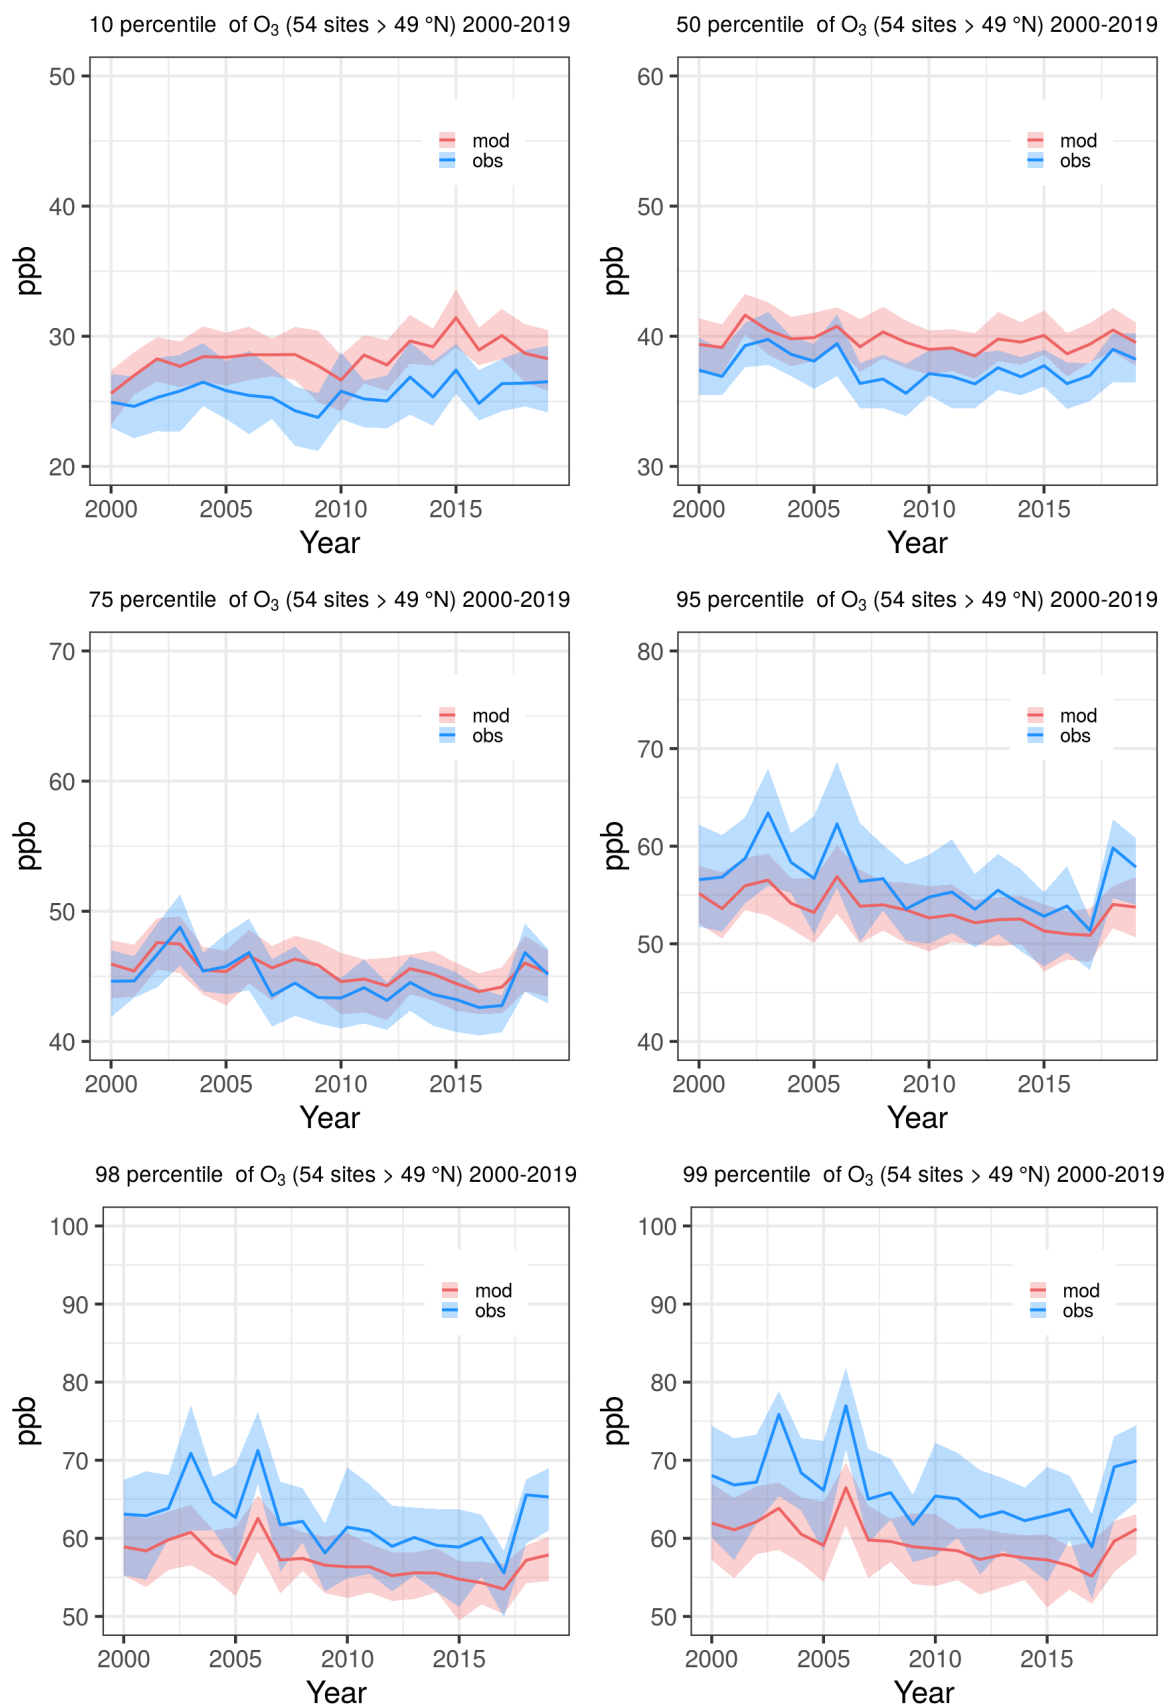 10 percentile of O₃ (54 sites > 49 °N) 2000-2019
50
40
30
20
ppb
mod
obs
2000 2005 2010 2015
Year
50 percentile of O₃ (54 sites > 49 °N) 2000-2019
60
50
40
30
ppb
mod
obs
2000 2005 2010 2015
Year
75 percentile of O₃ (54 sites > 49 °N) 2000-2019
70
60
50
40
ppb
mod
obs
2000 2005 2010 2015
Year
95 percentile of O₃ (54 sites > 49 °N) 2000-2019
80
70
60
50
40
ppb
mod
obs
2000 2005 2010 2015
Year
98 percentile of O₃ (54 sites > 49 °N) 2000-2019
100
90
80
70
60
50
ppb
mod
obs
2000 2005 2010 2015
Year
99 percentile of O₃ (54 sites > 49 °N) 2000-2019
100
90
80
70
60
50
ppb
mod
obs
2000 2005 2010 2015
Year